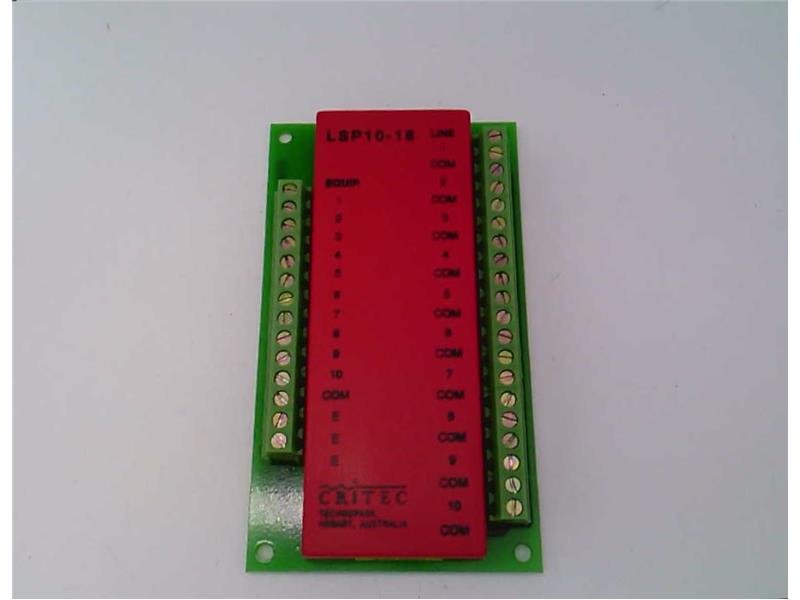 LSP10-18
LINE
1
COM
2
COM
3
COM
4
COM
5
COM
6
COM
7
COM
8
COM
9
COM
10
COM
EQUIP.
1
2
3
4
5
6
7
8
9
10
COM
E
E
E
CRITEC
TECHNOPARK
HOBART, AUSTRALIA